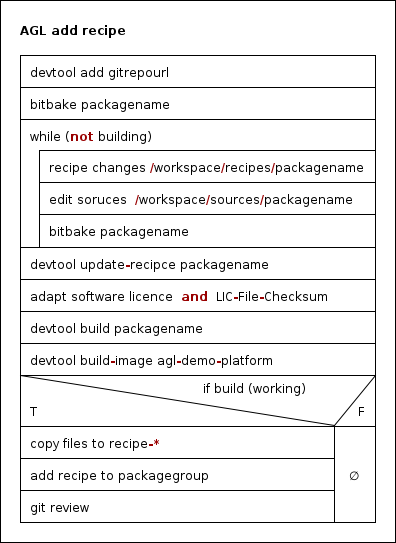 AGL add recipe
devtool add gitrepourl
bitbake packagename
while (not building)
recipe changes /workspace/recipes/packagename
edit soruces /workspace/sources/packagename
bitbake packagename
devtool update-recipce packagename
adapt software licence and LIC-File-Checksum
devtool build packagename
devtool build-image agl-demo-platform
if build (working)
T F
copy files to recipe-*
add recipe to packagegroup
∅
git review